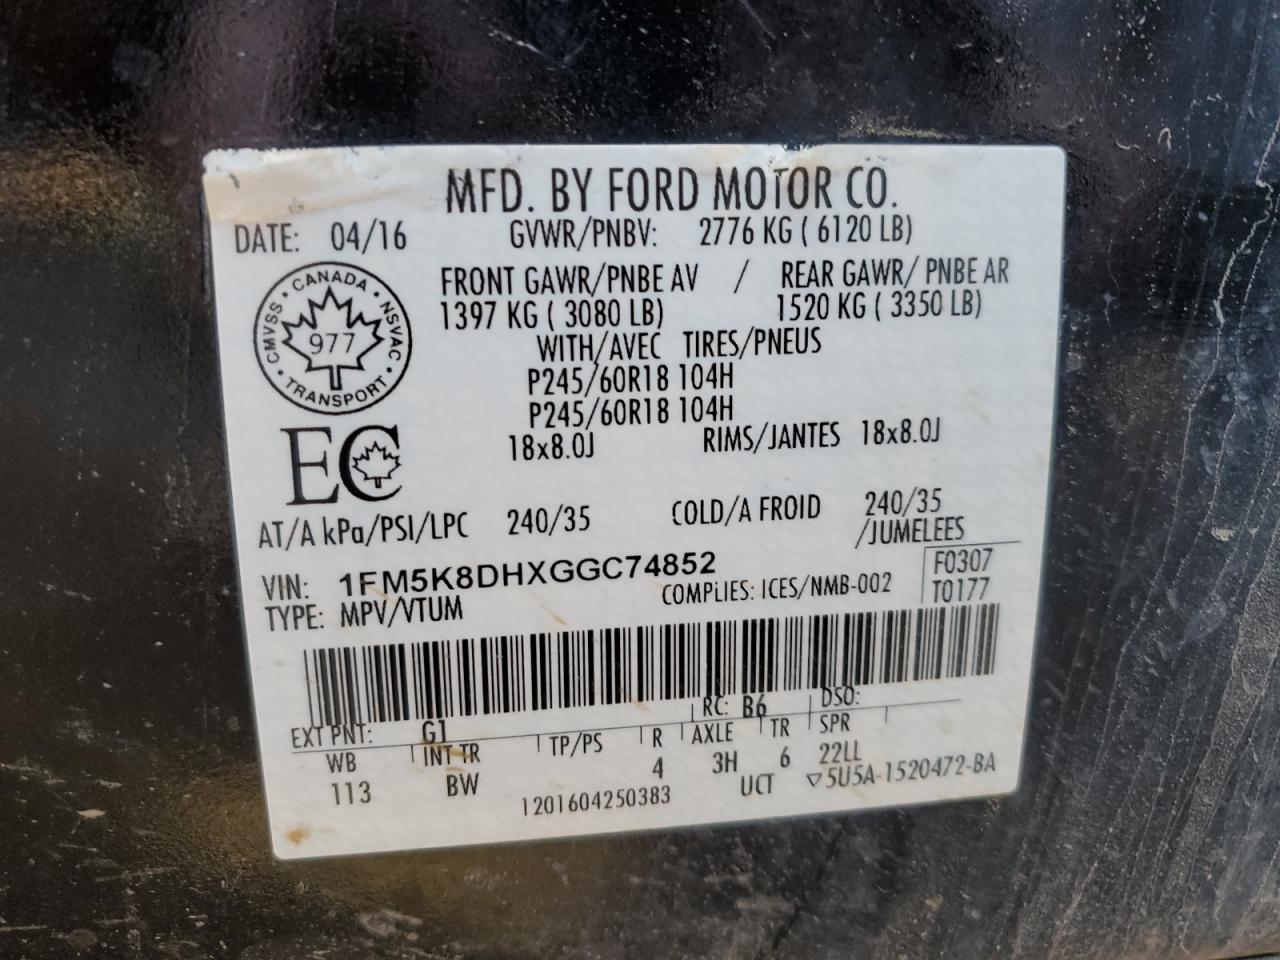 MFD. BY FORD MOTOR CO.
DATE: 04/16 GVWR/PNBV: 2776 KG ( 6120 LB)
FRONT GAWR/PNBE AV / REAR GAWR/ PNBE AR
1397 KG ( 3080 LB) 1520 KG ( 3350 LB)
WITH/AVEC TIRES/PNEUS
P245/60R18 104H
P245/60R18 104H
18x8.0J RIMS/JANTES 18x8.0J
CANADA
CMVSS • NSVAC
977
TRANSPORT
EC
AT/A kPa/PSI/LPC 240/35 COLD/A FROID 240/35
/JUMELEES
VIN: 1FM5K8DHXGGC74852
F0307
TYPE: MPV/VTUM COMPLIES: ICES/NMB-002
T0177
EXT PNT: G1 RC: B6 DSO:
WB INT TR TP/PS R AXLE TR SPR
113 BW 4 3H 6 22LL
1201604250383 UCT ▽5U5A-1520472-BA